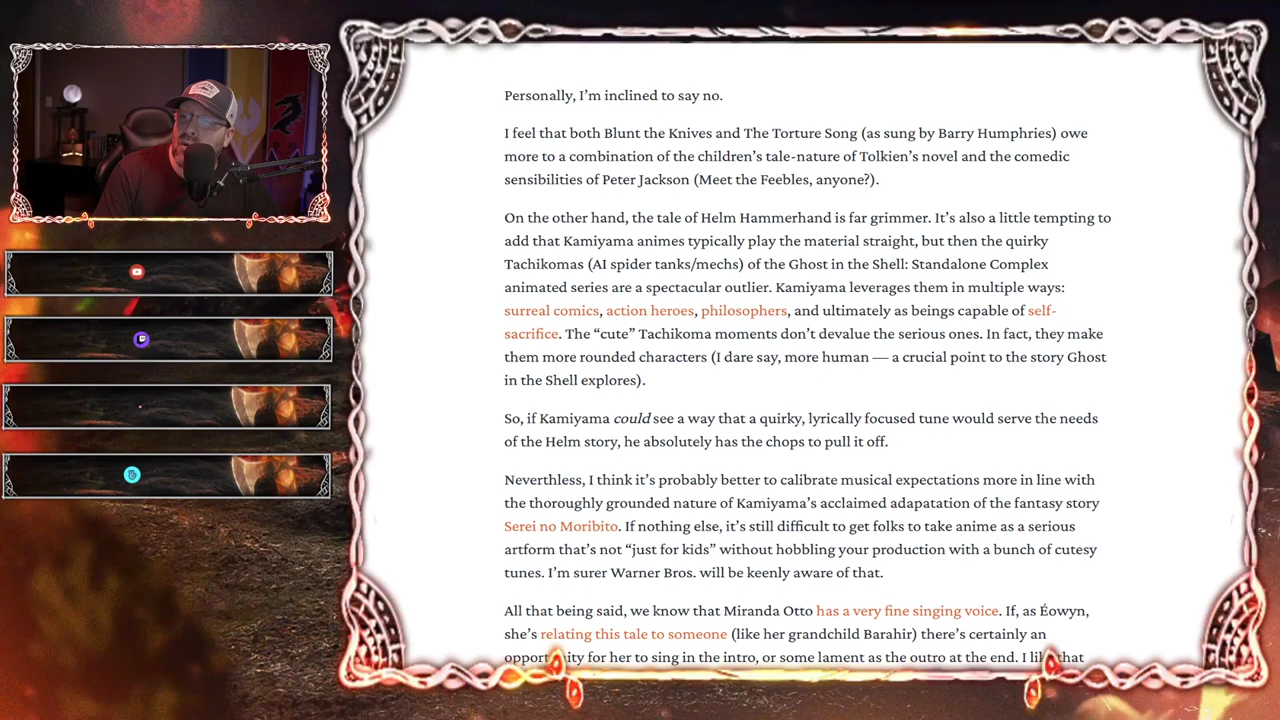 Personally, I’m inclined to say no.
I feel that both Blunt the Knives and The Torture Song (as sung by Barry Humphries) owe
more to a combination of the children’s tale-nature of Tolkien’s novel and the comedic
sensibilities of Peter Jackson (Meet the Feebles, anyone?).
On the other hand, the tale of Helm Hammerhand is far grimmer. It’s also a little tempting to
add that Kamiyama animes typically play the material straight, but then the quirky
Tachikomas (AI spider tanks/mechs) of the Ghost in the Shell: Standalone Complex
animated series are a spectacular outlier. Kamiyama leverages them in multiple ways:
surreal comics, action heroes, philosophers, and ultimately as beings capable of self-
sacrifice. The “cute” Tachikoma moments don’t devalue the serious ones. In fact, they make
them more rounded characters (I dare say, more human — a crucial point to the story Ghost
in the Shell explores).
So, if Kamiyama could see a way that a quirky, lyrically focused tune would serve the needs
of the Helm story, he absolutely has the chops to pull it off.
Neverthless, I think it’s probably better to calibrate musical expectations more in line with
the thoroughly grounded nature of Kamiyama’s acclaimed adapatation of the fantasy story
Serei no Moribito. If nothing else, it’s still difficult to get folks to take anime as a serious
artform that’s not “just for kids” without hobbling your production with a bunch of cutesy
tunes. I’m surer Warner Bros. will be keenly aware of that.
All that being said, we know that Miranda Otto has a very fine singing voice. If, as Éowyn,
she’s relating this tale to someone (like her grandchild Barahir) there’s certainly an
opportunity for her to sing in the intro, or some lament as the outro at the end. I like that